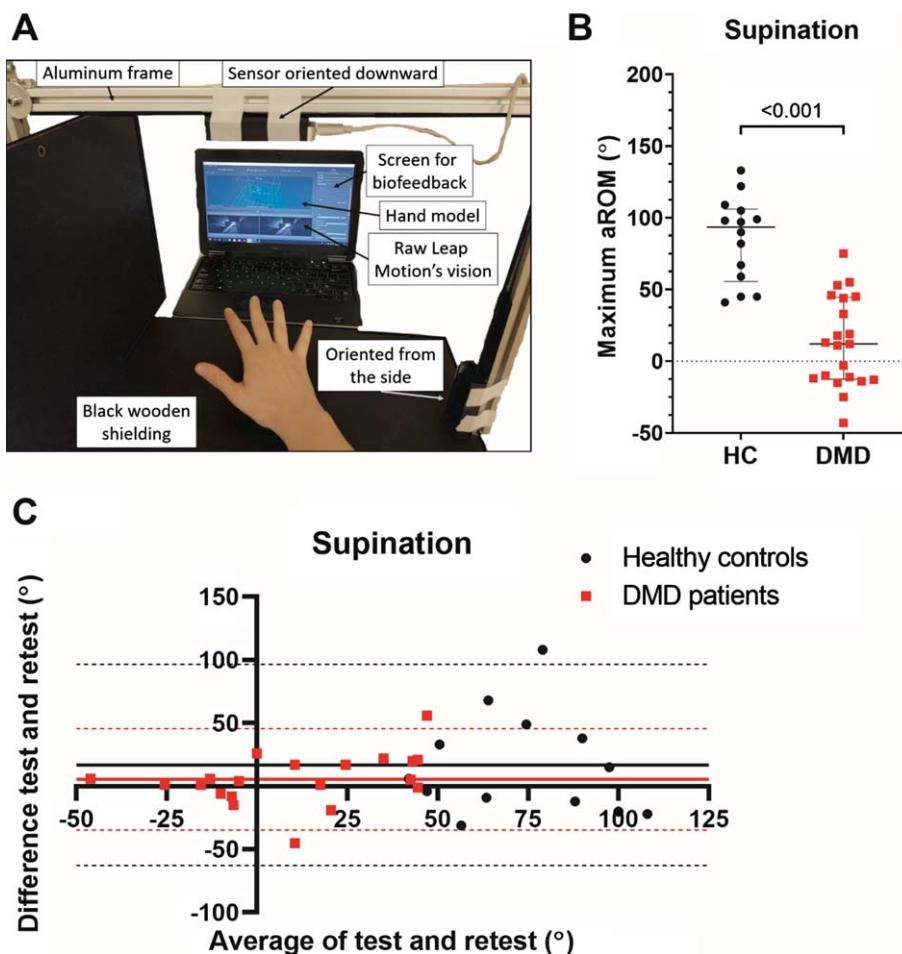 A
Aluminum frame
Sensor oriented downward
Screen for
biofeedback
Hand model
Raw Leap
Motion's vision
Oriented from
the side
Black wooden
shielding
B
Supination
Maximum aROM (°)
200
150
100
50
0
-50
<0.001
HC
DMD
C
Supination
Healthy controls
DMD patients
Difference test and retest (°)
150
100
50
-50
-100
-50
-25
25
50
75
100
125
Average of test and retest (°)